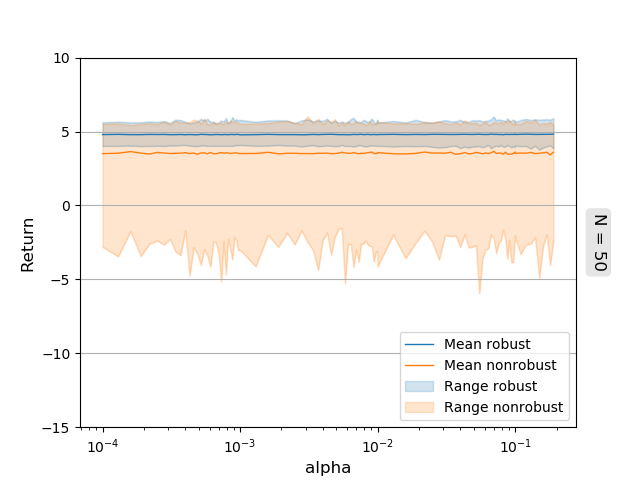 10
5
0
−5
−10
−15
Return
10⁻⁴
10⁻³
10⁻²
10⁻¹
alpha
N = 50
Mean robust
Mean nonrobust
Range robust
Range nonrobust